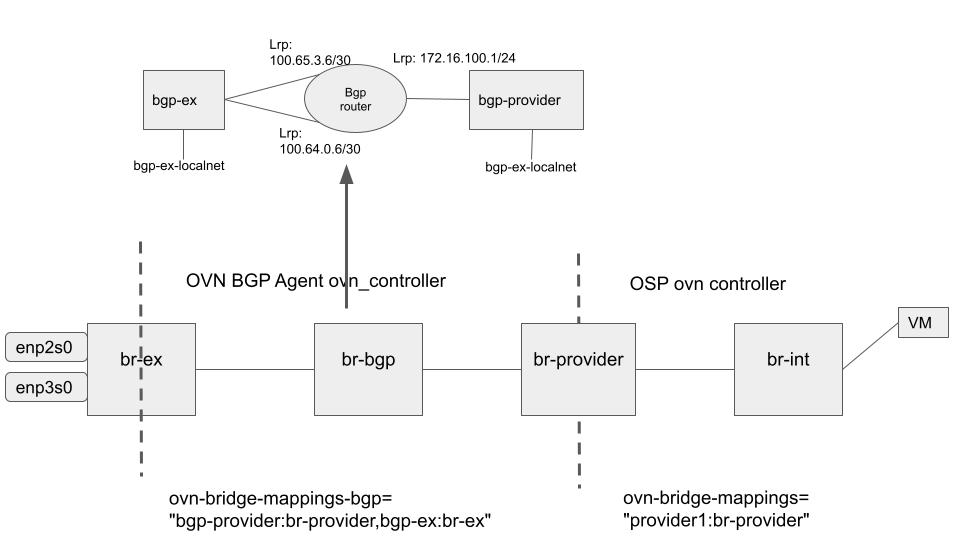 Lrp:
100.65.3.6/30
Lrp: 172.16.100.1/24
bgp-ex
Bgp
router
bgp-provider
Lrp:
100.64.0.6/30
bgp-ex-localnet
bgp-ex-localnet
OVN BGP Agent ovn_controller
OSP ovn controller
VM
enp2s0
br-ex
br-bgp
br-provider
br-int
enp3s0
ovn-bridge-mappings-bgp=
"bgp-provider:br-provider,bgp-ex:br-ex"
ovn-bridge-mappings=
"provider1:br-provider"